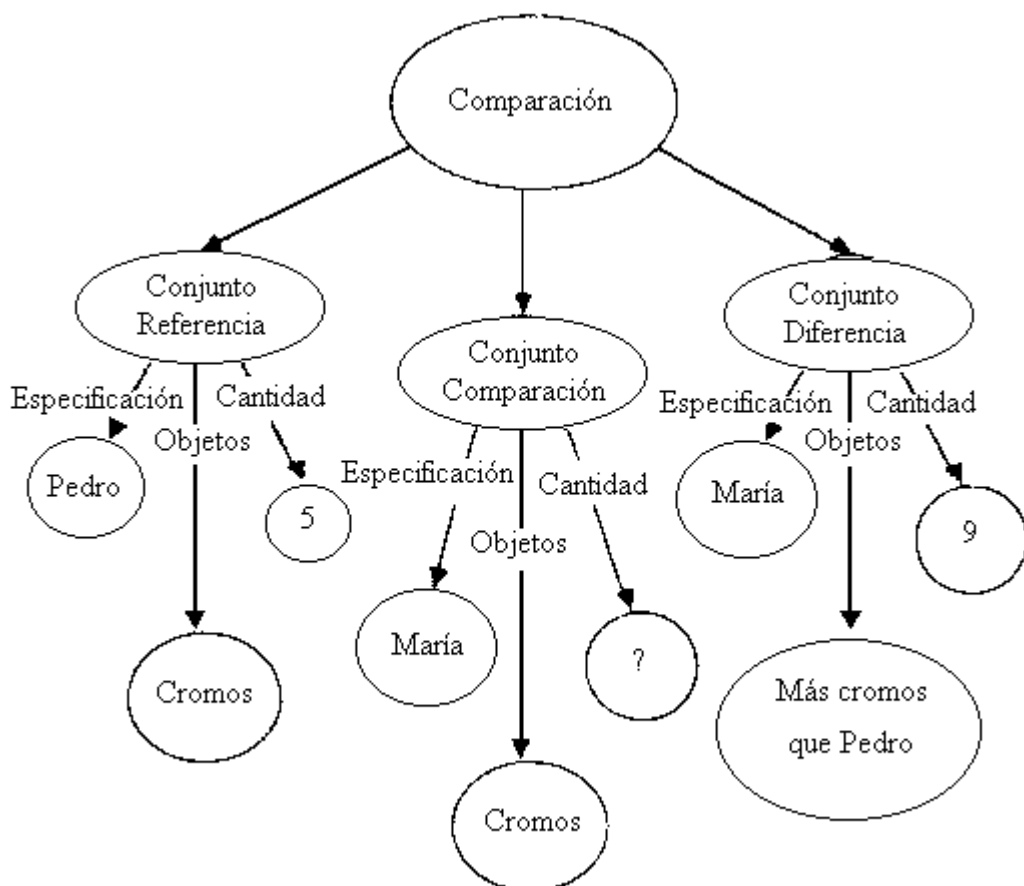 Comparación
Conjunto
Referencia
Especificación
Cantidad
Objetos
Pedro
5
Cromos
Conjunto
Comparación
Especificación
Cantidad
Objetos
María
?
Cromos
Conjunto
Diferencia
Especificación
Cantidad
Objetos
María
9
Más cromos
que Pedro